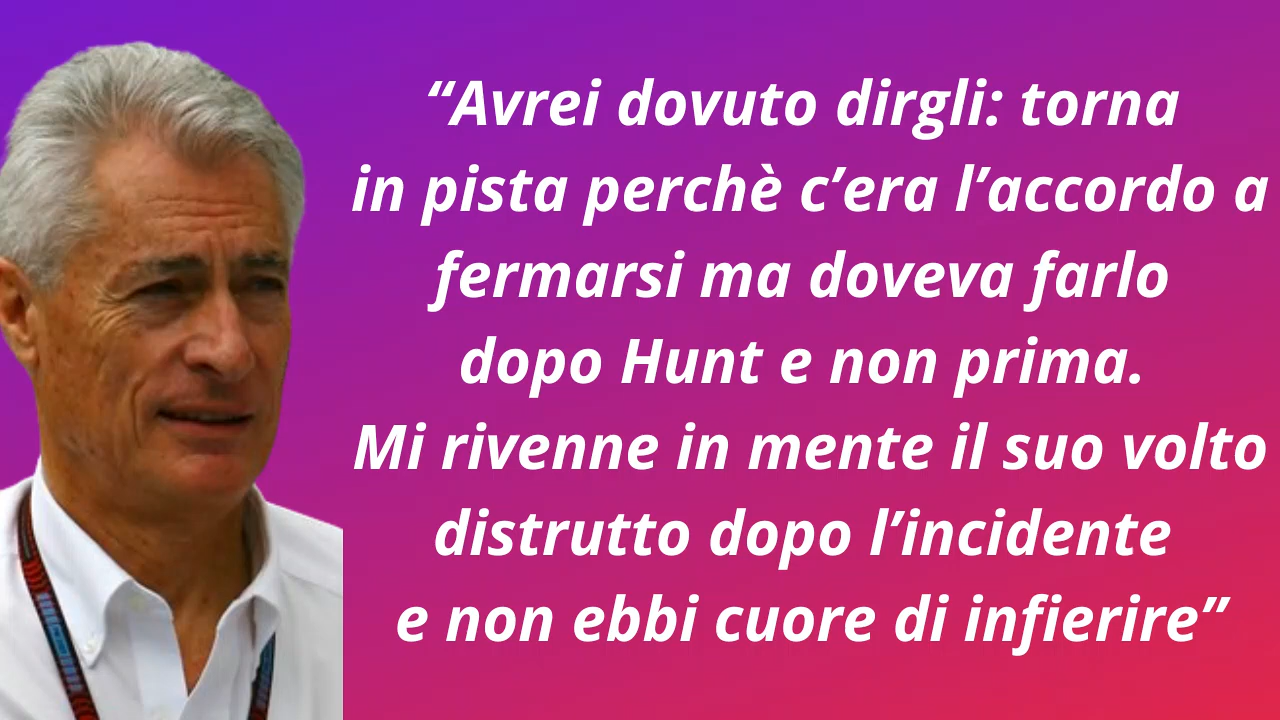 “Avrei dovuto dirgli: torna
in pista perchè c’era l’accordo a
fermarsi ma doveva farlo
dopo Hunt e non prima.
Mi rivenne in mente il suo volto
distrutto dopo l’incidente
e non ebbi cuore di infierire”